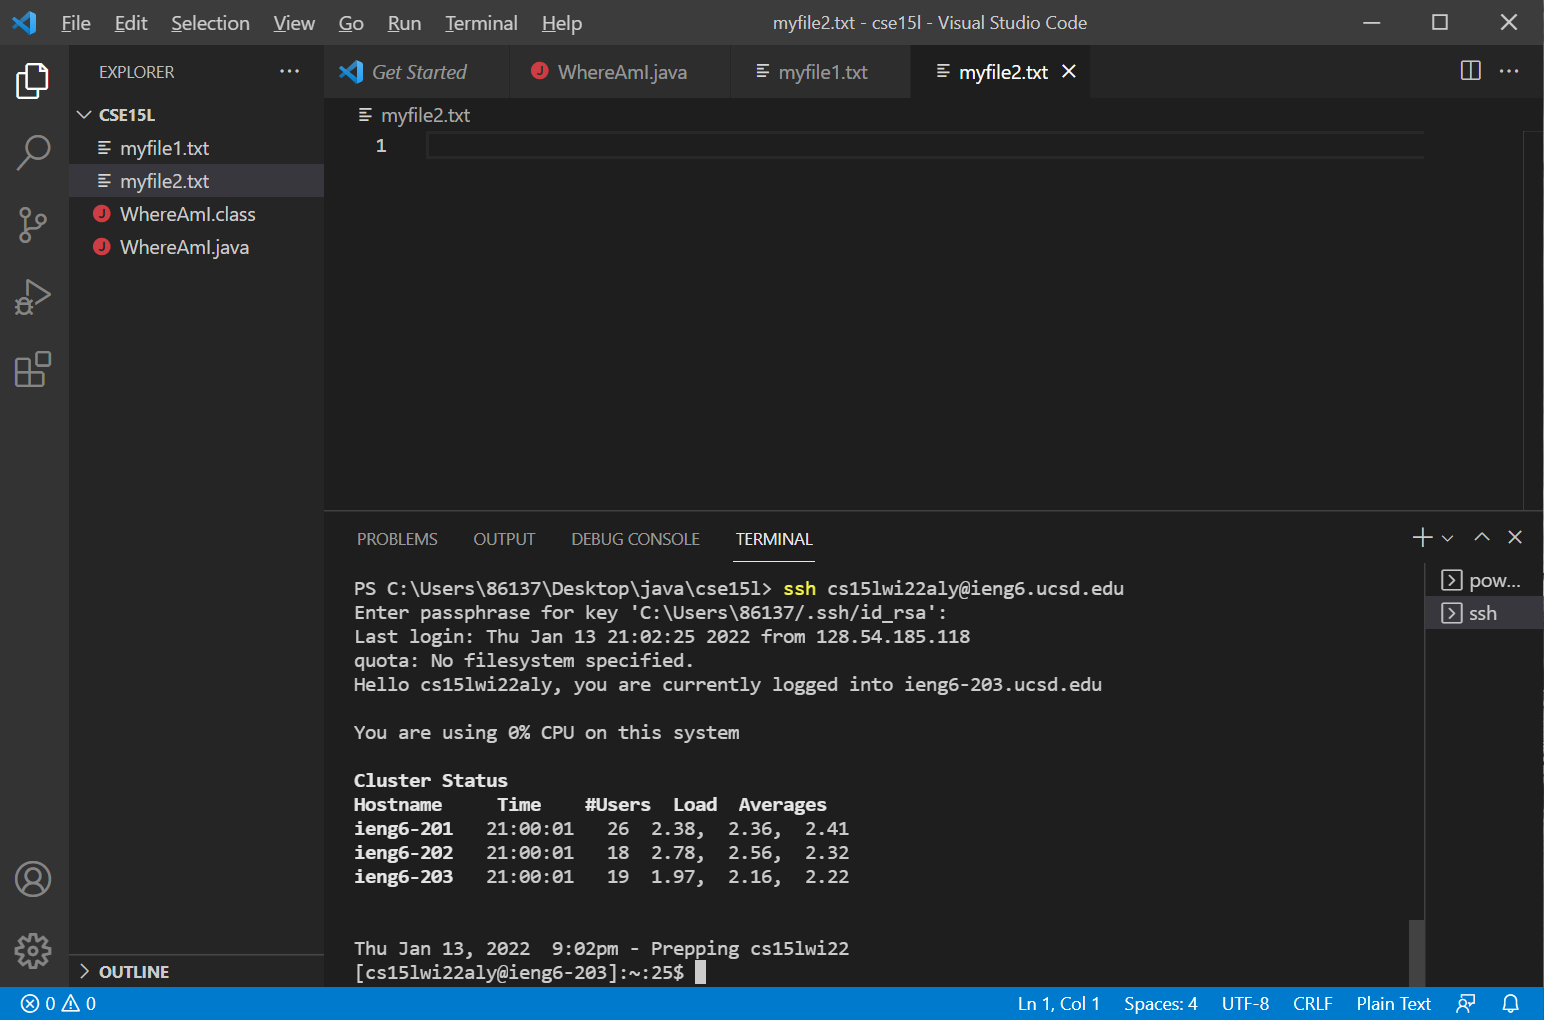 File Edit Selection View Go Run Terminal Help
myfile2.txt - cse15l - Visual Studio Code
EXPLORER
CSE15L
myfile1.txt
myfile2.txt
WhereAmI.class
WhereAmI.java
OUTLINE
Get Started WhereAmI.java myfile1.txt myfile2.txt
myfile2.txt
1
PROBLEMS OUTPUT DEBUG CONSOLE TERMINAL
PS C:\Users\86137\Desktop\java\cse15l> ssh cs15lwi22aly@ieng6.ucsd.edu
Enter passphrase for key 'C:\Users\86137/.ssh/id_rsa':
Last login: Thu Jan 13 21:02:25 2022 from 128.54.185.118
quota: No filesystem specified.
Hello cs15lwi22aly, you are currently logged into ieng6-203.ucsd.edu
You are using 0% CPU on this system
Cluster Status
Hostname Time #Users Load Averages
ieng6-201 21:00:01 26 2.38, 2.36, 2.41
ieng6-202 21:00:01 18 2.78, 2.56, 2.32
ieng6-203 21:00:01 19 1.97, 2.16, 2.22
Thu Jan 13, 2022 9:02pm - Prepping cs15lwi22
[cs15lwi22aly@ieng6-203]:~:25$
pow...
ssh
0 0
Ln 1, Col 1 Spaces: 4 UTF-8 CRLF Plain Text